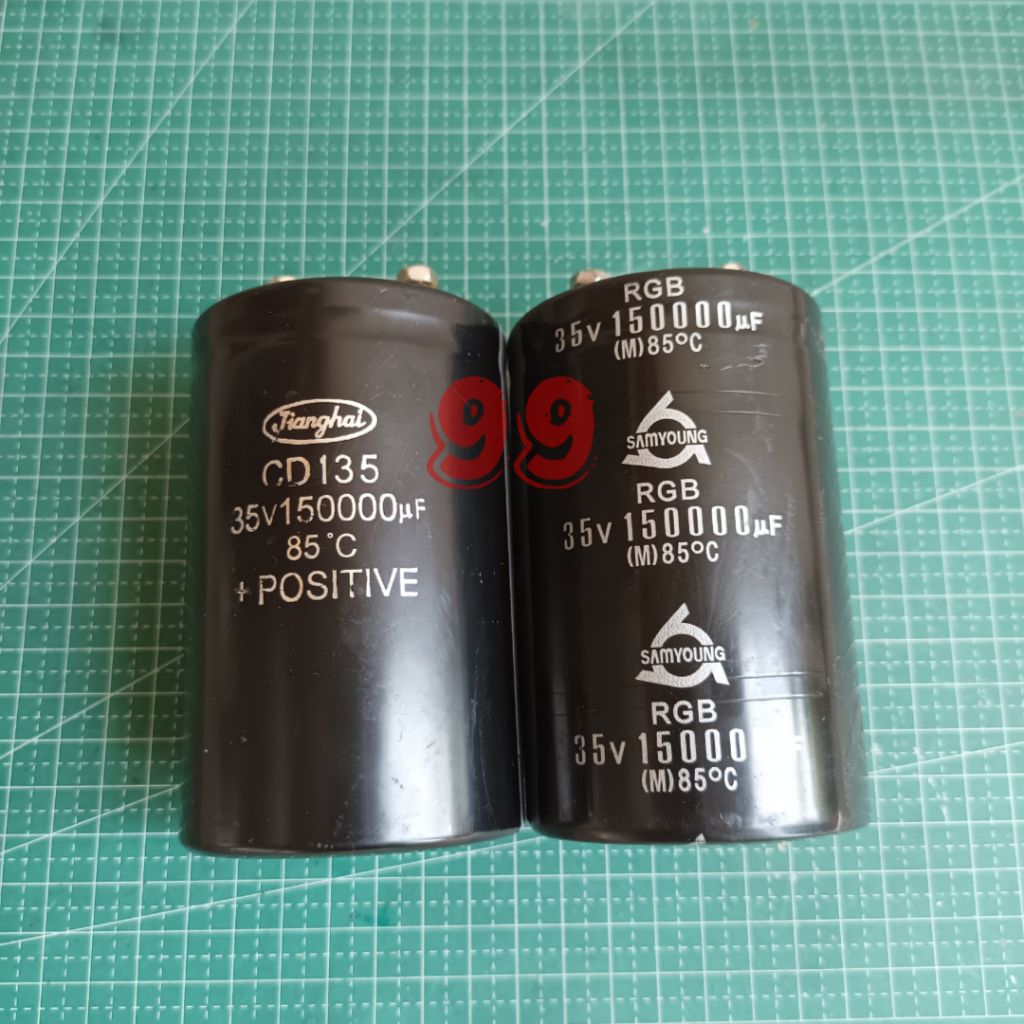 Jianghai
CD135
35V150000μF
85°C
+POSITIVE
99
RGB
35v 150000μF
(M)85°C
SAMYOUNG
RGB
35v 150000μF
(M)85°C
SAMYOUNG
RGB
35v 15000
(M)85°C